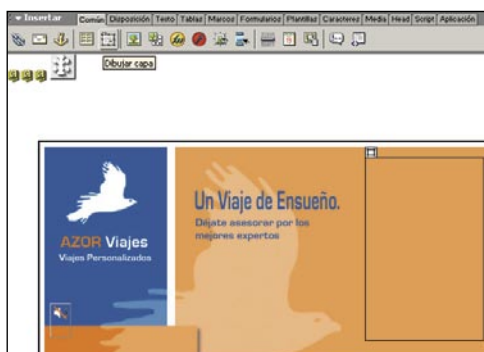 Insertar Común Disposición Texto Tablas Marcos Formularios Plantillas Caracteres Media Head Script Aplicación
Dibujar capa
AZOR Viajes
Viajes Personalizados
Un Viaje de Ensueño.
Déjate asesorar por los
mejores expertos